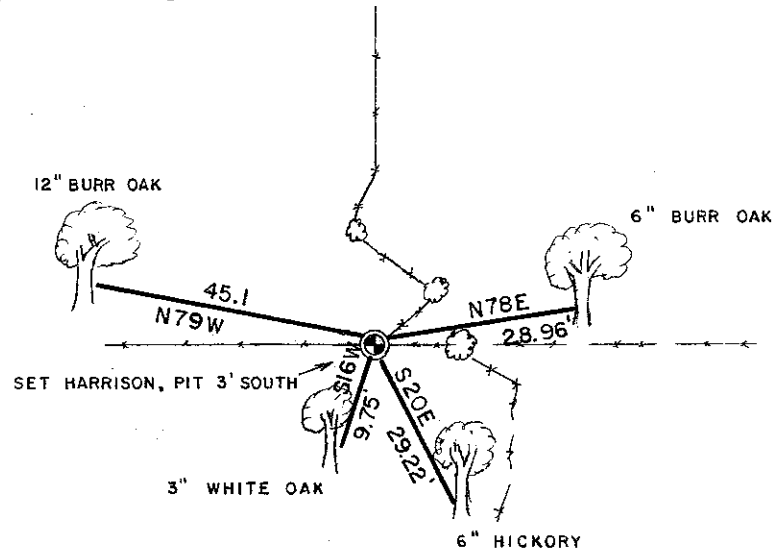 12" BURR OAK
6" BURR OAK
45.1
N79W
N78E
28.96'
SET HARRISON, PIT 3' SOUTH
S16W
9.75'
S20E
29.22'
3" WHITE OAK
6" HICKORY